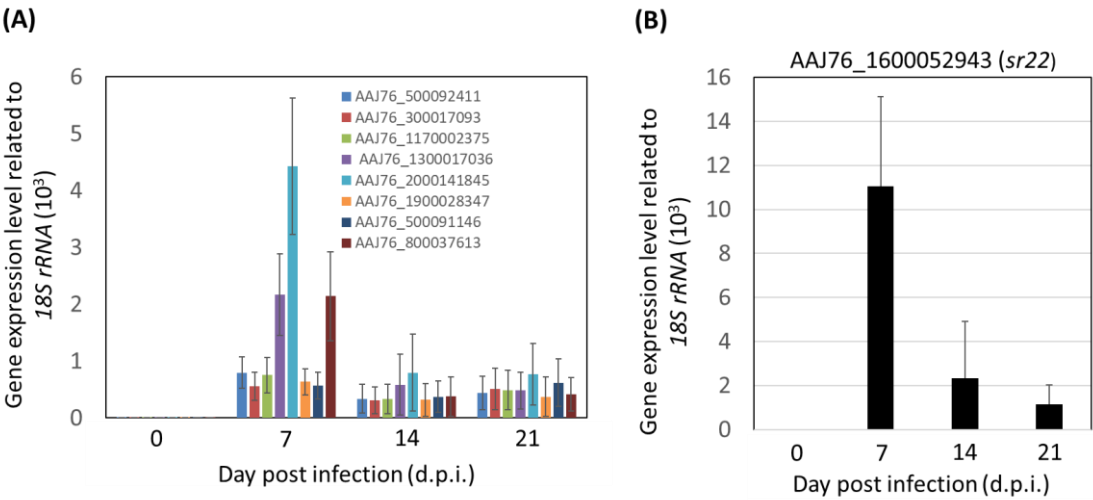 (A)
Gene expression level related to
18S rRNA (10³)
6
5
4
3
2
1
0
AAJ76_500092411
AAJ76_300017093
AAJ76_1170002375
AAJ76_1300017036
AAJ76_2000141845
AAJ76_1900028347
AAJ76_500091146
AAJ76_800037613
0 7 14 21
Day post infection (d.p.i.)
(B)
AAJ76_1600052943 (sr22)
Gene expression level related to
18S rRNA (10³)
16
14
12
10
8
6
4
2
0
0 7 14 21
Day post infection (d.p.i.)